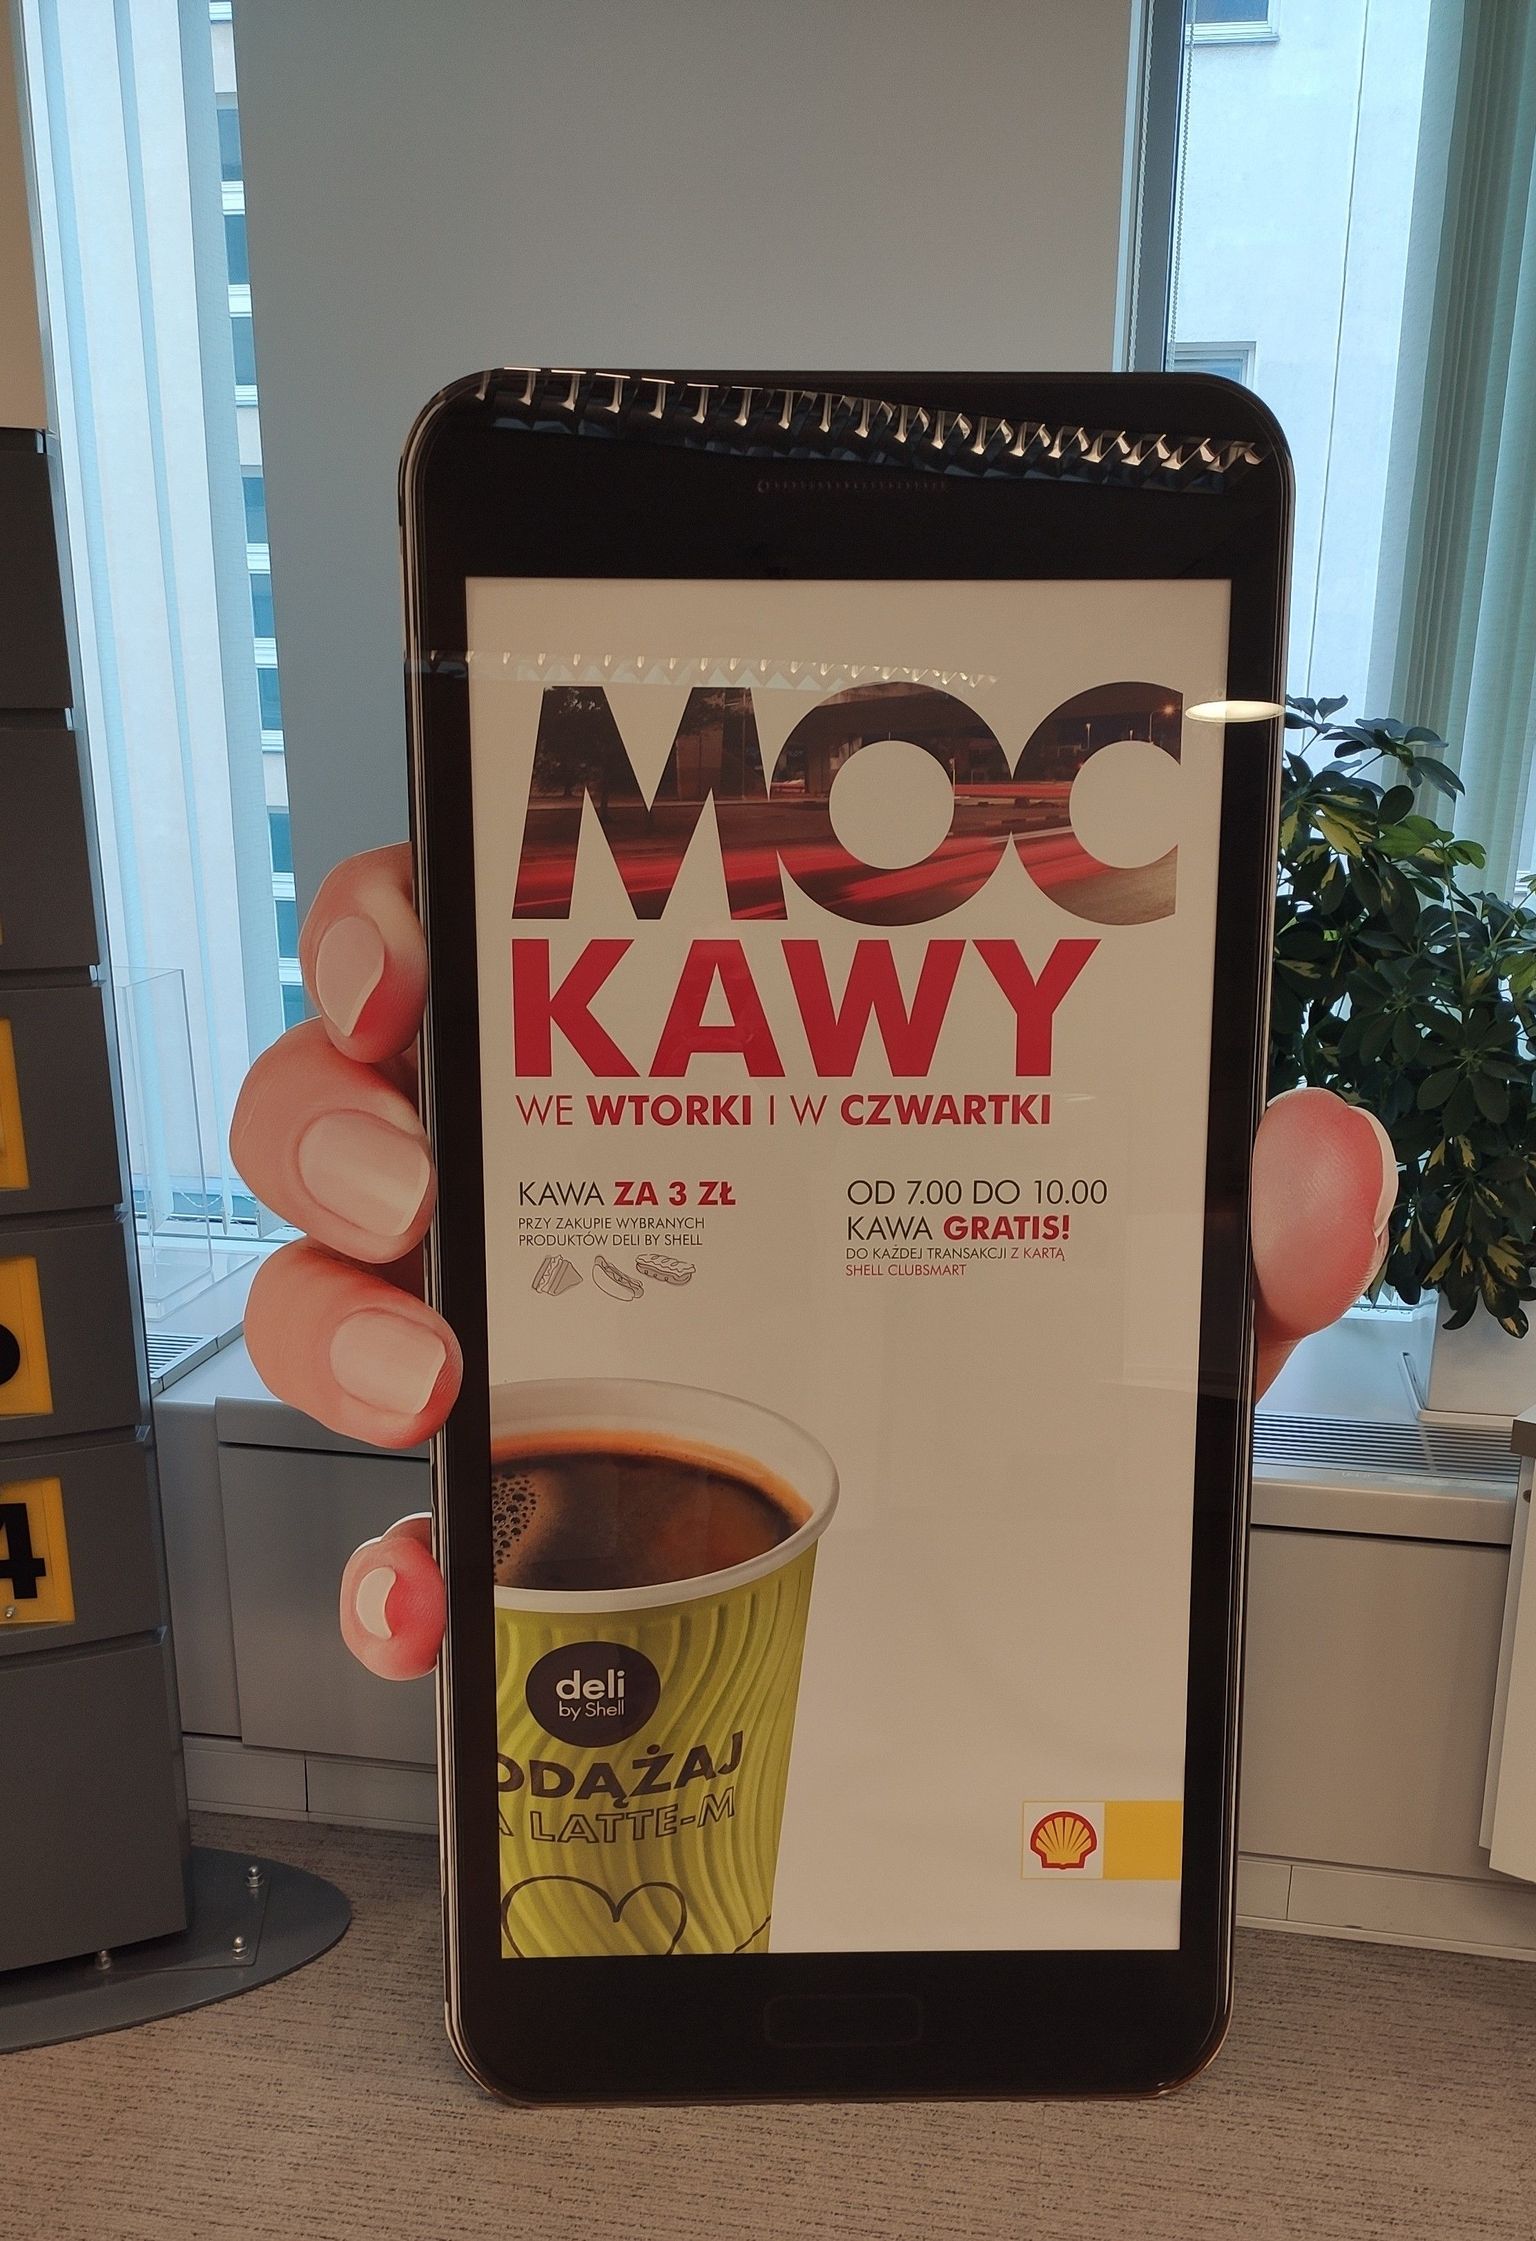 MOC
KAWY
WE WTORKI I W CZWARTKI
KAWA ZA 3 ZŁ
PRZY ZAKUPIE WYBRANYCH
PRODUKTÓW DELI BY SHELL
OD 7.00 DO 10.00
KAWA GRATIS!
DO KAŻDEJ TRANSAKCJI Z KARTĄ
SHELL CLUBSMART
deli
by Shell
ODĄŻAJ
A LATTE-M
4